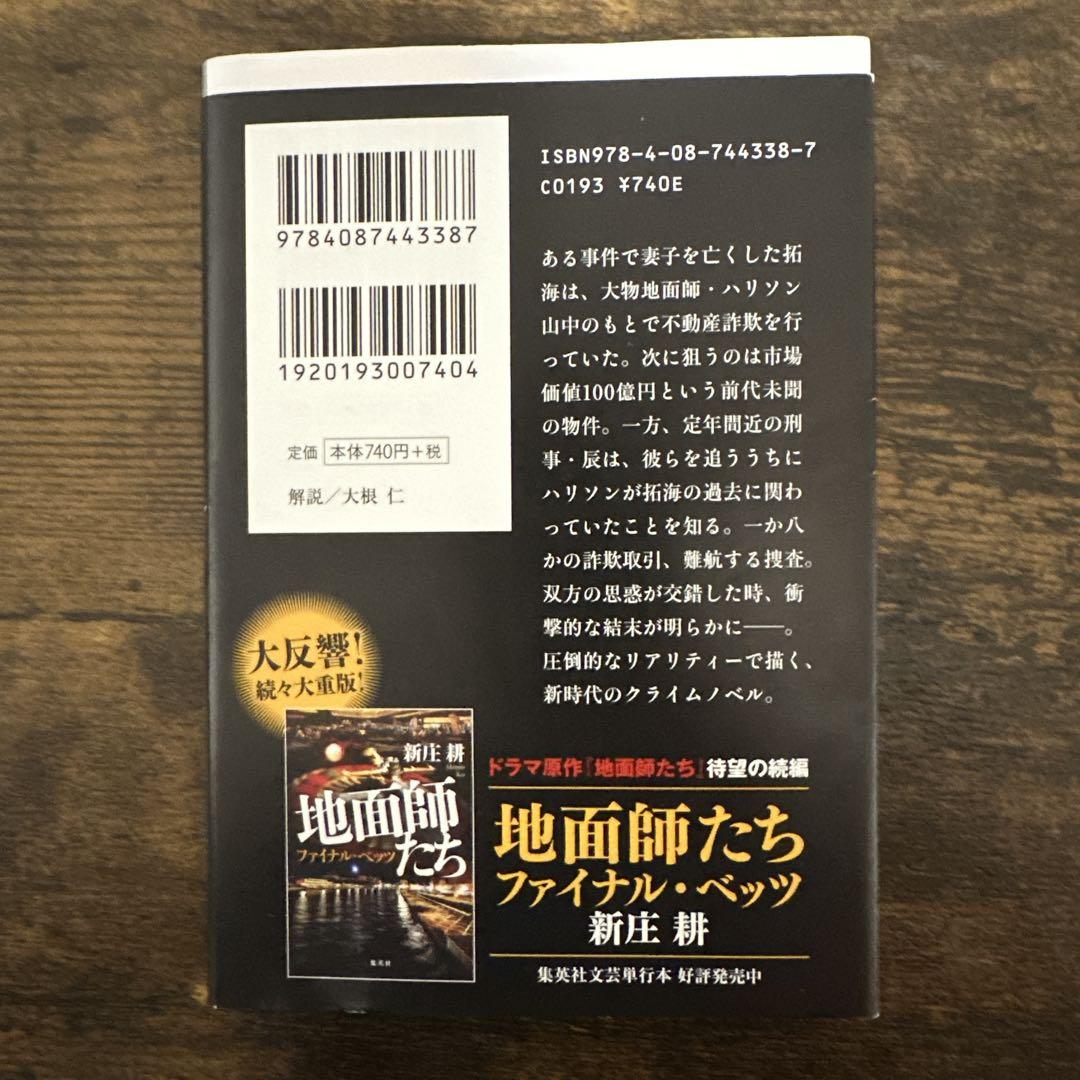 9784087443387
1920193007404
定価 本体740円+税
解説/大根 仁
ISBN978-4-08-744338-7
C0193 ¥740E
ある事件で妻子を亡くした拓
海は、大物地面師・ハリソン
山中のもとで不動産詐欺を行
っていた。次に狙うのは市場
価値100億円という前代未聞
の物件。一方、定年間近の刑
事・辰は、彼らを追ううちに
ハリソンが拓海の過去に関わ
っていたことを知る。一か八
かの詐欺取引、難航する捜査。
双方の思惑が交錯した時、衝
撃的な結末が明らかに――。
圧倒的なリアリティーで描く、
新時代のクライムノベル。
大反響!
続々大重版!
新庄 耕
地面師
たち
ファイナル・ベッツ
集英社
ドラマ原作『地面師たち』待望の続編
地面師たち
ファイナル・ベッツ
新庄 耕
集英社文芸単行本 好評発売中